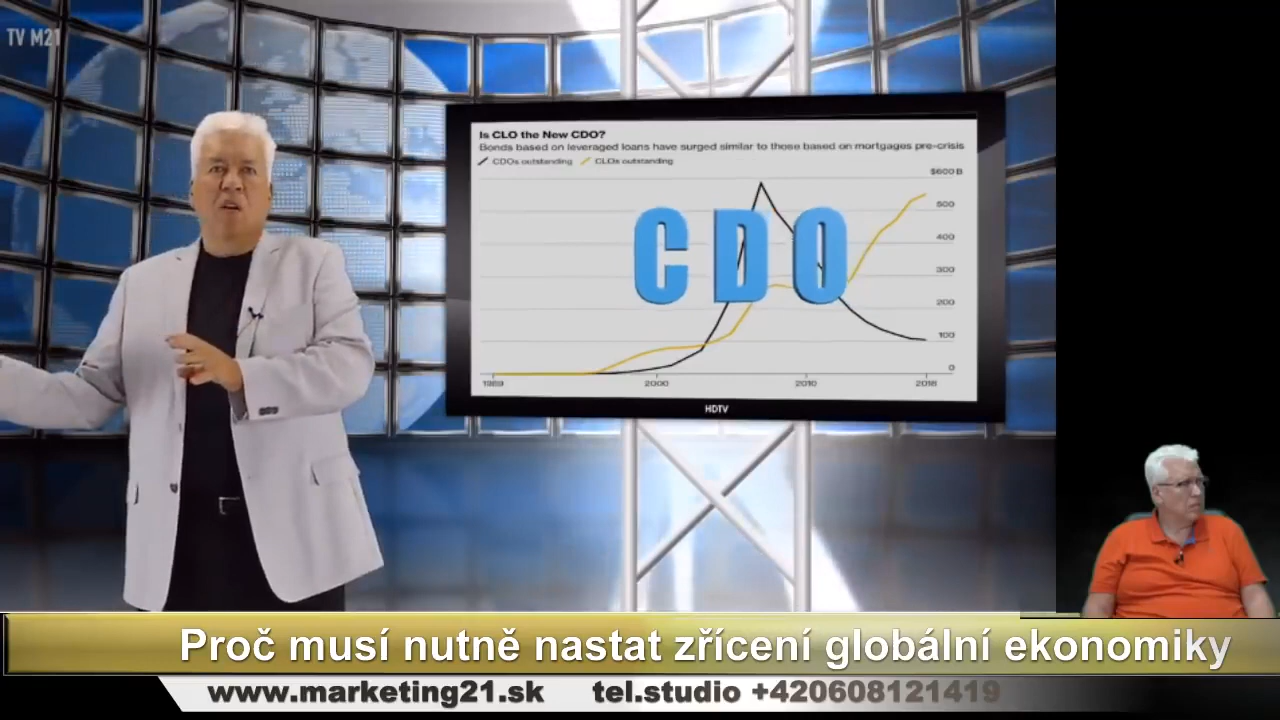 TV M21
Is CLO the New CDO?
Bonds based on leveraged loans have surged similar to those based on mortgages pre-crisis
CDOs outstanding CLOs outstanding
$600 B
500
400
300
200
100
0
1989 2000 2010 2018
CDO
HDTV
Proč musí nutně nastat zřícení globální ekonomiky
www.marketing21.sk tel.studio +420608121419